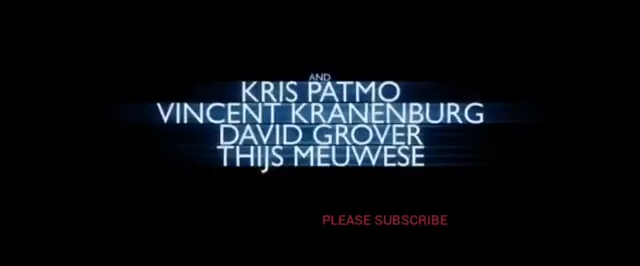 AND
KRIS PATMO
VINCENT KRANENBURG
DAVID GROVER
THIJS MEUWESE
PLEASE SUBSCRIBE